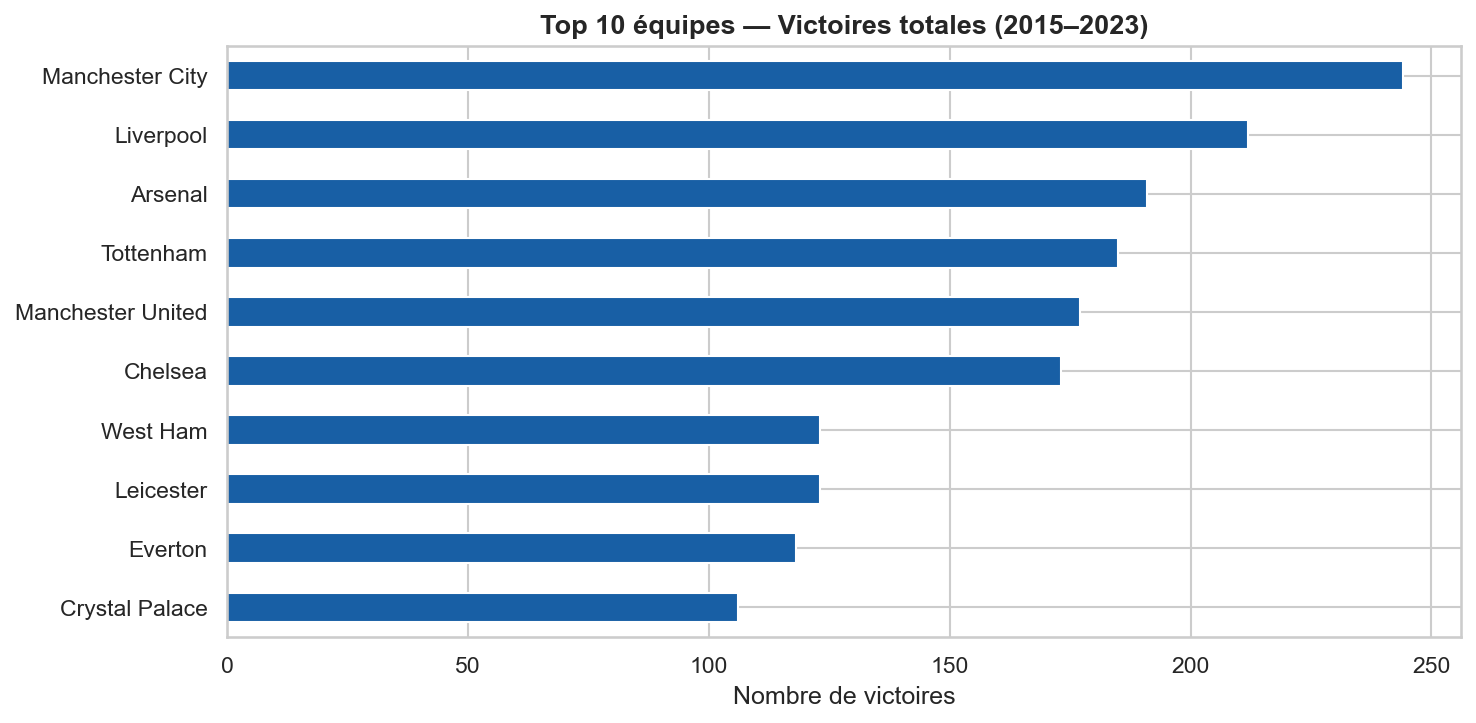 Top 10 équipes — Victoires totales (2015–2023)
Manchester City
Liverpool
Arsenal
Tottenham
Manchester United
Chelsea
West Ham
Leicester
Everton
Crystal Palace
0 50 100 150 200 250
Nombre de victoires